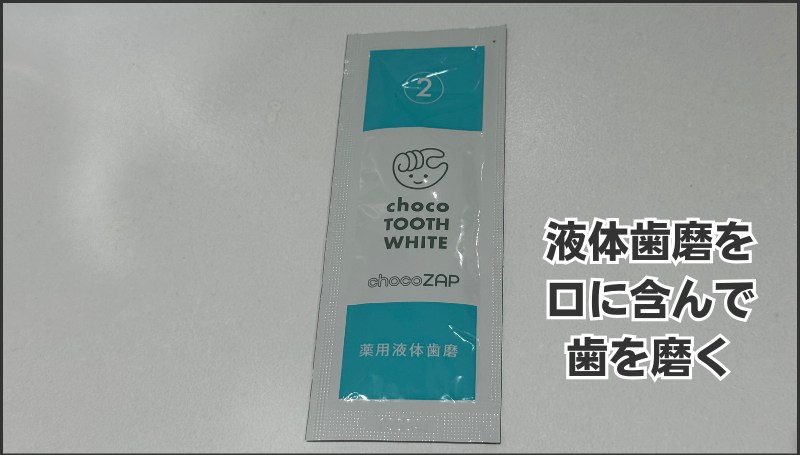 2
choco
TOOTH
WHITE
chocoZAP
薬用液体歯磨
液体歯磨を
口に含んで
歯を磨く